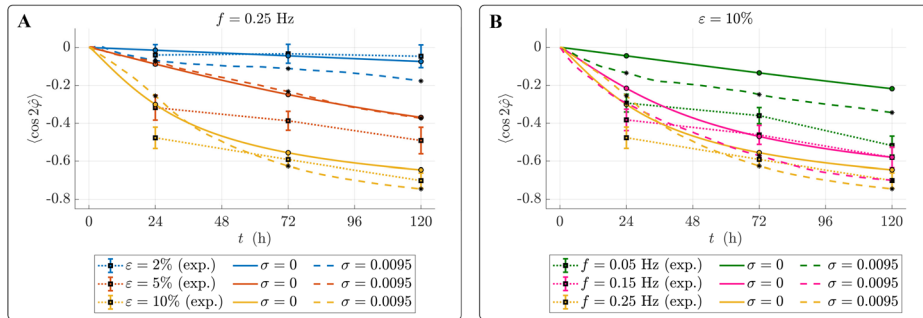 A
f = 0.25 Hz
0
-0.2
-0.4
-0.6
-0.8
⟨cos 2φ̂⟩
0 24 48 72 96 120
t (h)
ε = 2% (exp.) σ = 0 σ = 0.0095
ε = 5% (exp.) σ = 0 σ = 0.0095
ε = 10% (exp.) σ = 0 σ = 0.0095
B
ε = 10%
0
-0.2
-0.4
-0.6
-0.8
⟨cos 2φ̂⟩
0 24 48 72 96 120
t (h)
f = 0.05 Hz (exp.) σ = 0 σ = 0.0095
f = 0.15 Hz (exp.) σ = 0 σ = 0.0095
f = 0.25 Hz (exp.) σ = 0 σ = 0.0095